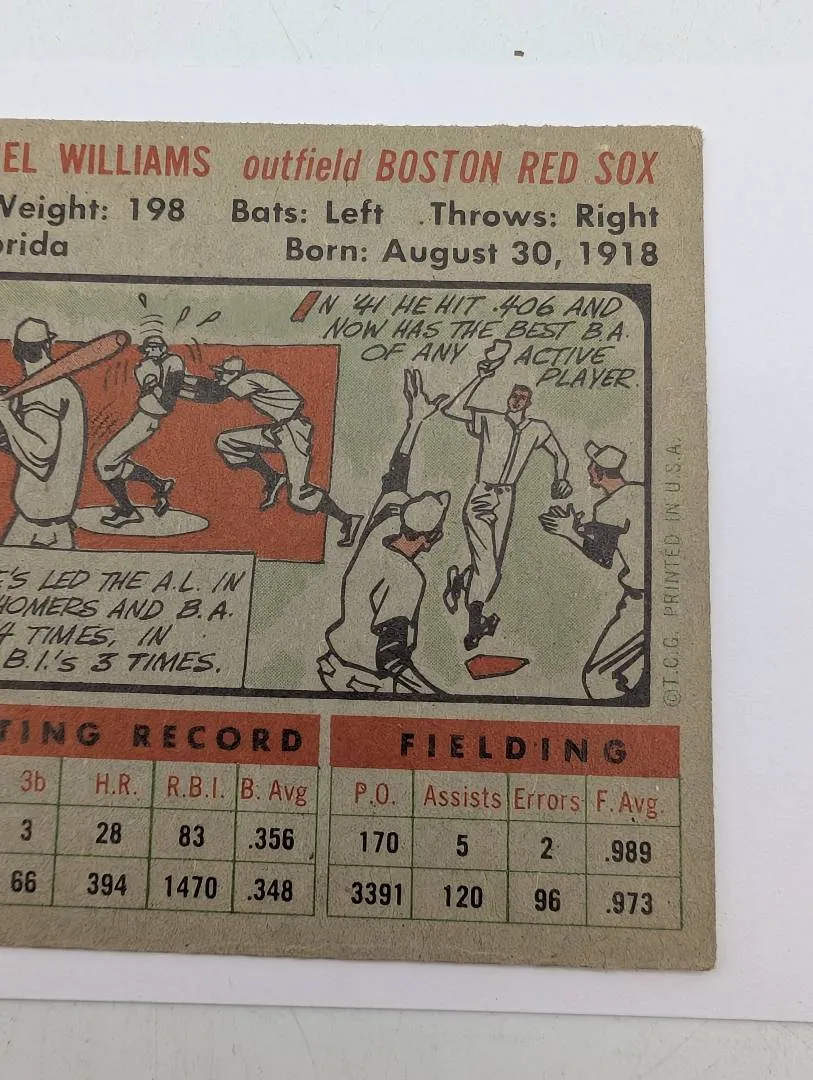 EL WILLIAMS outfield BOSTON RED SOX
Weight: 198 Bats: Left Throws: Right
orida Born: August 30, 1918
IN '41 HE HIT .406 AND
NOW HAS THE BEST B.A.
OF ANY ACTIVE
PLAYER.
E'S LED THE A.L. IN
HOMERS AND B.A.
4 TIMES, IN
B.I.'S 3 TIMES.
© T.C.G. PRINTED IN U.S.A.
TING RECORD FIELDING
3b H.R. R.B.I. B. Avg P.O. Assists Errors F. Avg.
3 28 83 .356 170 5 2 .989
66 394 1470 .348 3391 120 96 .973